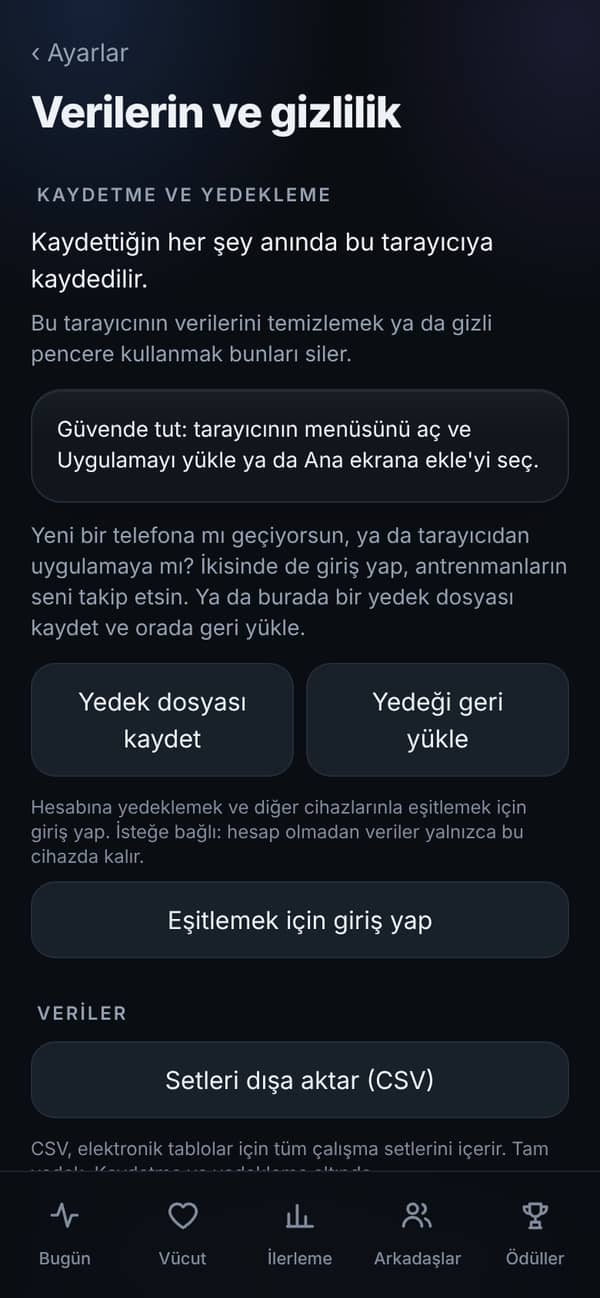 ‹ Ayarlar
Verilerin ve gizlilik
KAYDETME VE YEDEKLEME
Kaydettiğin her şey anında bu tarayıcıya
kaydedilir.
Bu tarayıcının verilerini temizlemek ya da gizli
pencere kullanmak bunları siler.
Güvende tut: tarayıcının menüsünü aç ve
Uygulamayı yükle ya da Ana ekrana ekle'yi seç.
Yeni bir telefona mı geçiyorsun, ya da tarayıcıdan
uygulamaya mı? İkisinde de giriş yap, antrenmanların
seni takip etsin. Ya da burada bir yedek dosyası
kaydet ve orada geri yükle.
Yedek dosyası
kaydet
Yedeği geri
yükle
Hesabına yedeklemek ve diğer cihazlarınla eşitlemek için
giriş yap. İsteğe bağlı: hesap olmadan veriler yalnızca bu
cihazda kalır.
Eşitlemek için giriş yap
VERİLER
Setleri dışa aktar (CSV)
CSV, elektronik tablolar için tüm çalışma setlerini içerir. Tam
Bugün
Vücut
İlerleme
Arkadaşlar
Ödüller